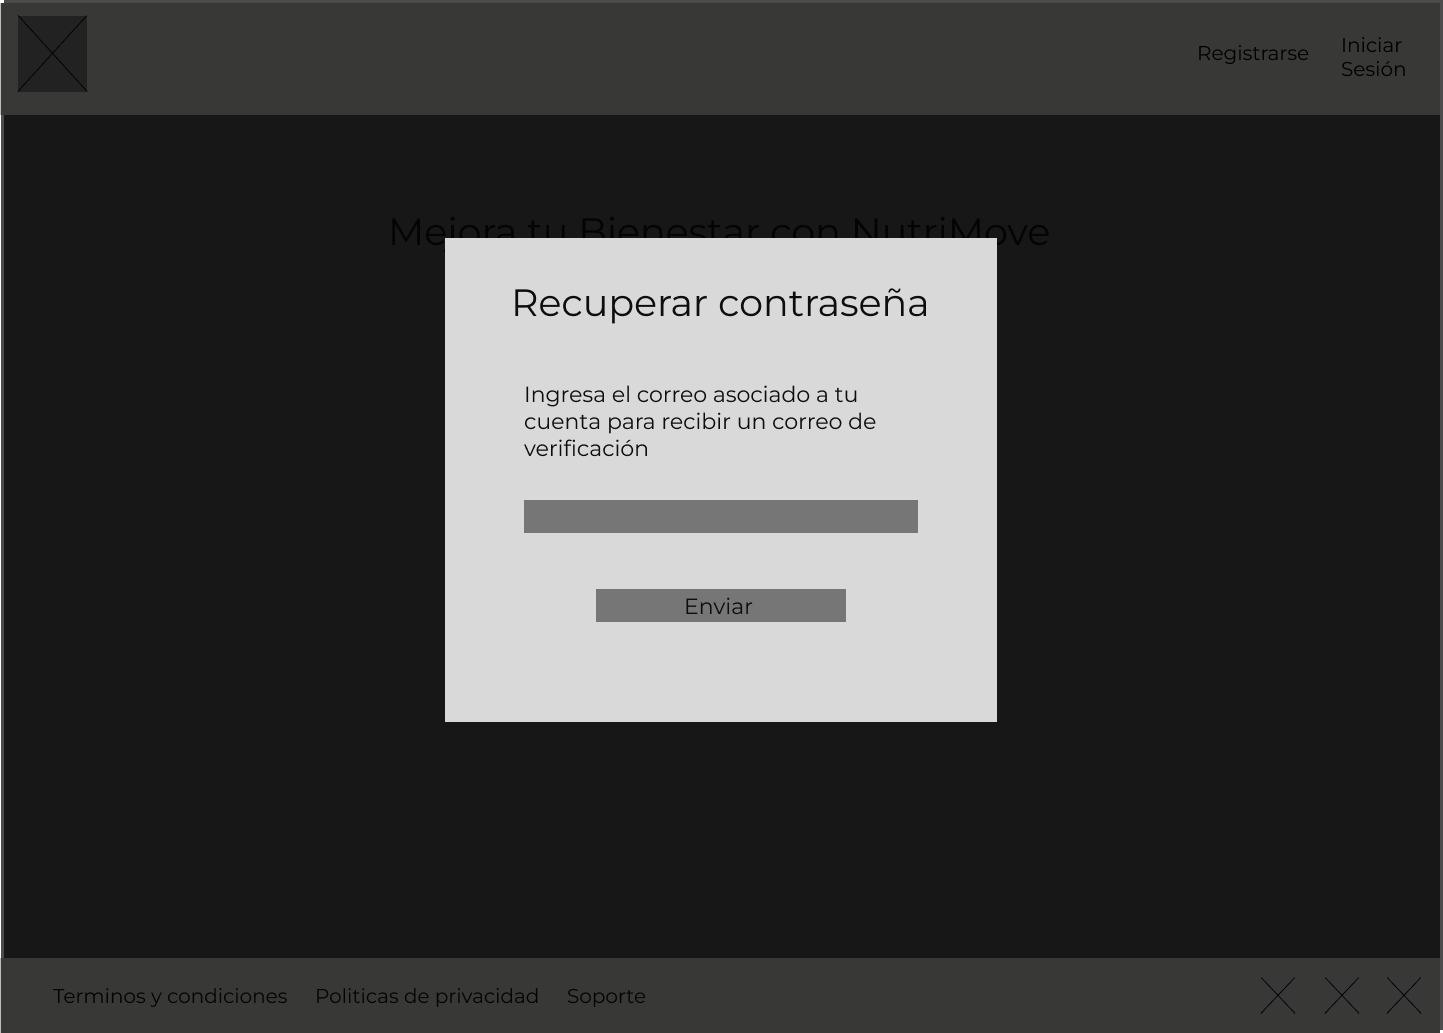 Registrarse
Iniciar
Sesión
Mejora tu Bienestar con NutriMove
Recuperar contraseña
Ingresa el correo asociado a tu
cuenta para recibir un correo de
verificación
Enviar
Terminos y condiciones
Politicas de privacidad
Soporte